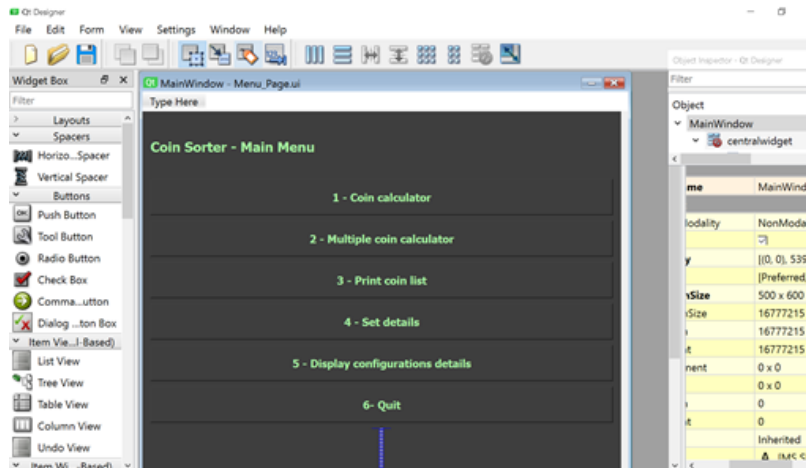 Qt Designer
File Edit Form View Settings Window Help
Widget Box
Filter
Layouts
Spacers
Horizo...Spacer
Vertical Spacer
Buttons
Push Button
Tool Button
Radio Button
Check Box
Comma...utton
Dialog ...ton Box
Item Vie...l-Based)
List View
Tree View
Table View
Column View
Undo View
Item Wi...-Based)
MainWindow - Menu_Page.ui
Type Here
Coin Sorter - Main Menu
1 - Coin calculator
2 - Multiple coin calculator
3 - Print coin list
4 - Set details
5 - Display configurations details
6- Quit
Object Inspector - Qt Designer
Filter
Object
MainWindow
centralwidget
me MainWind
lodality NonModa
y [(0, 0), 539
[Preferred
nSize 500 x 600
Size 16777215
16777215
16777215
nent 0 x 0
0 x 0
0
0
Inherited